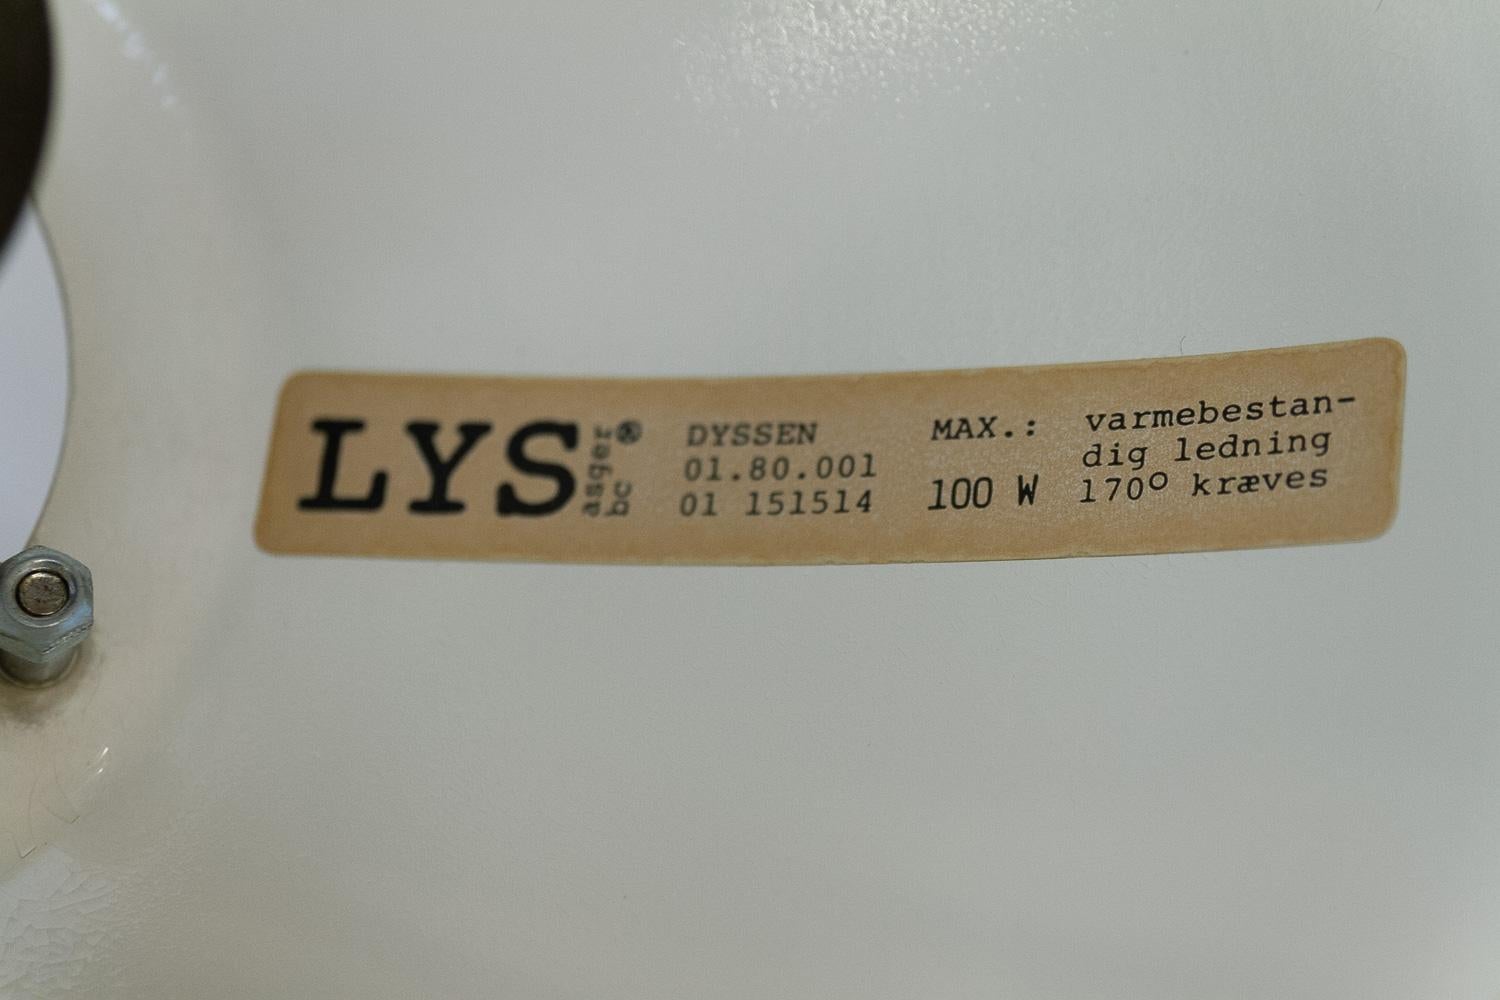 LYS®
asger
bc
DYSSEN
01.80.001
01 151514
MAX.:
100 W
varmebestan-
dig ledning
170° kræves